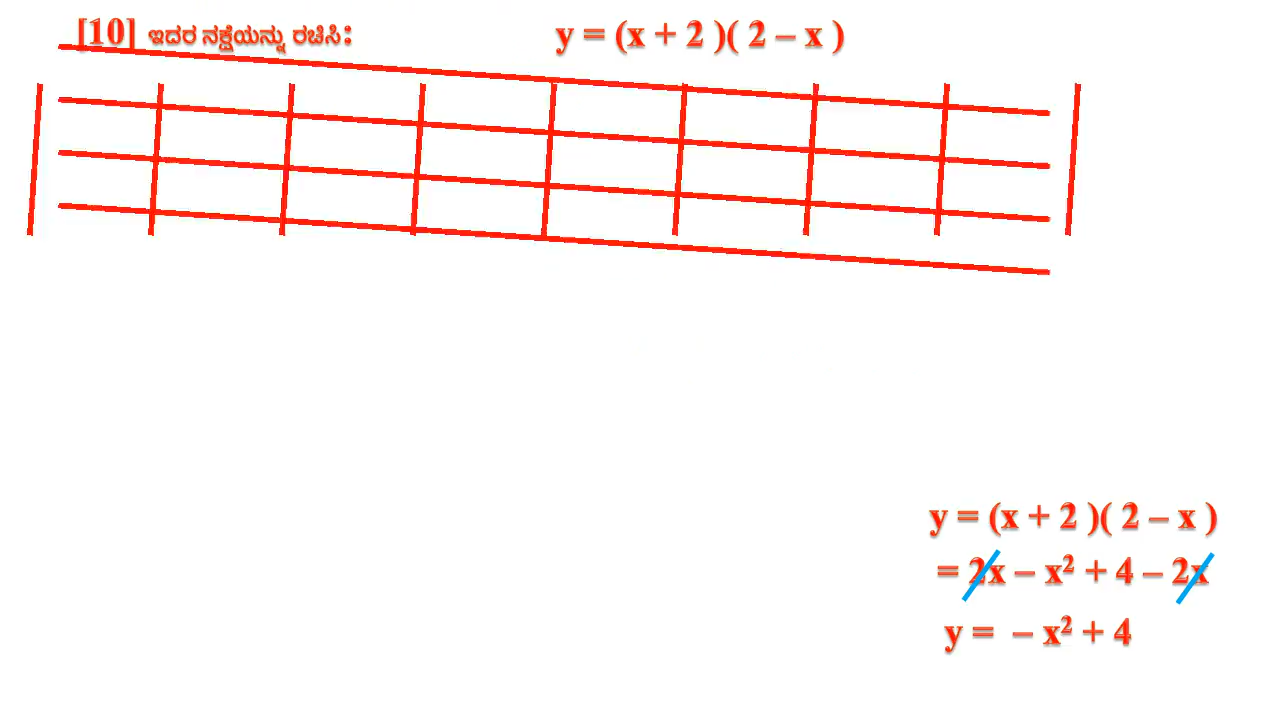 [10] ಇದರ ನಕ್ಷೆಯನ್ನು ರಚಿಸಿ: y = (x + 2 )( 2 – x )
y = (x + 2 )( 2 – x )
= 2x – x² + 4 – 2x
y = – x² + 4